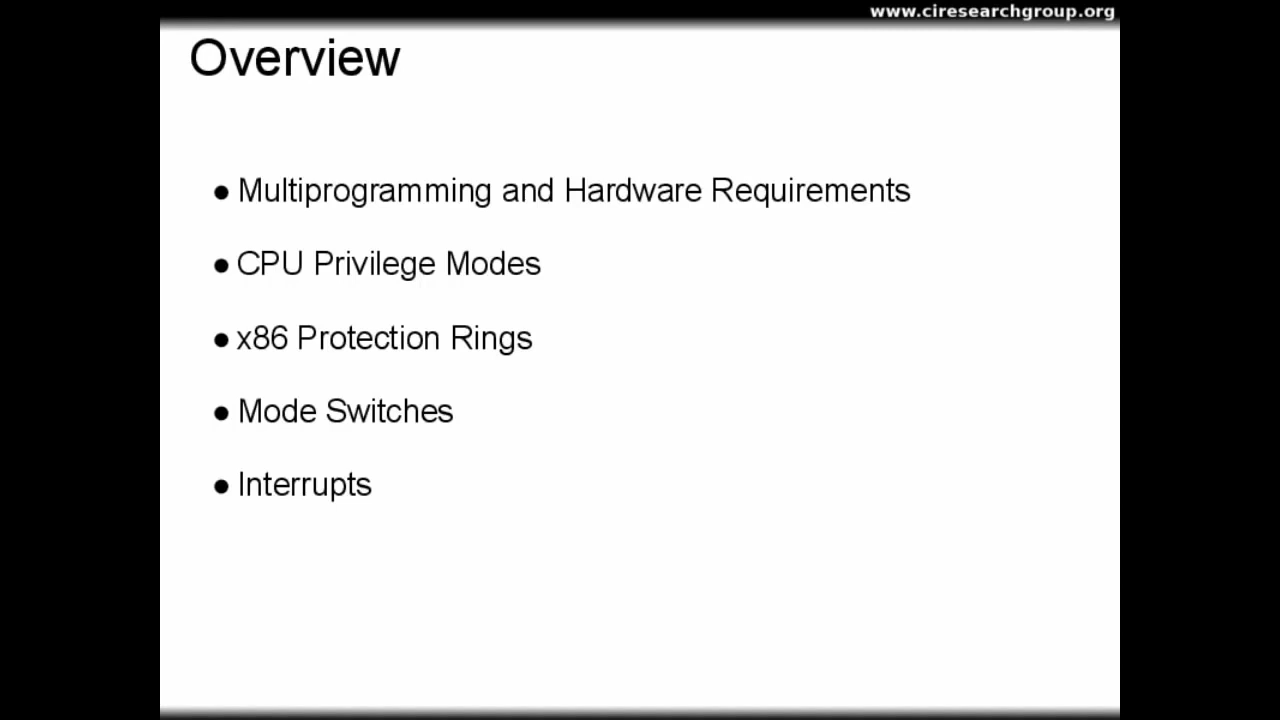 www.ciresearchgroup.org
Overview
● Multiprogramming and Hardware Requirements
● CPU Privilege Modes
● x86 Protection Rings
● Mode Switches
● Interrupts